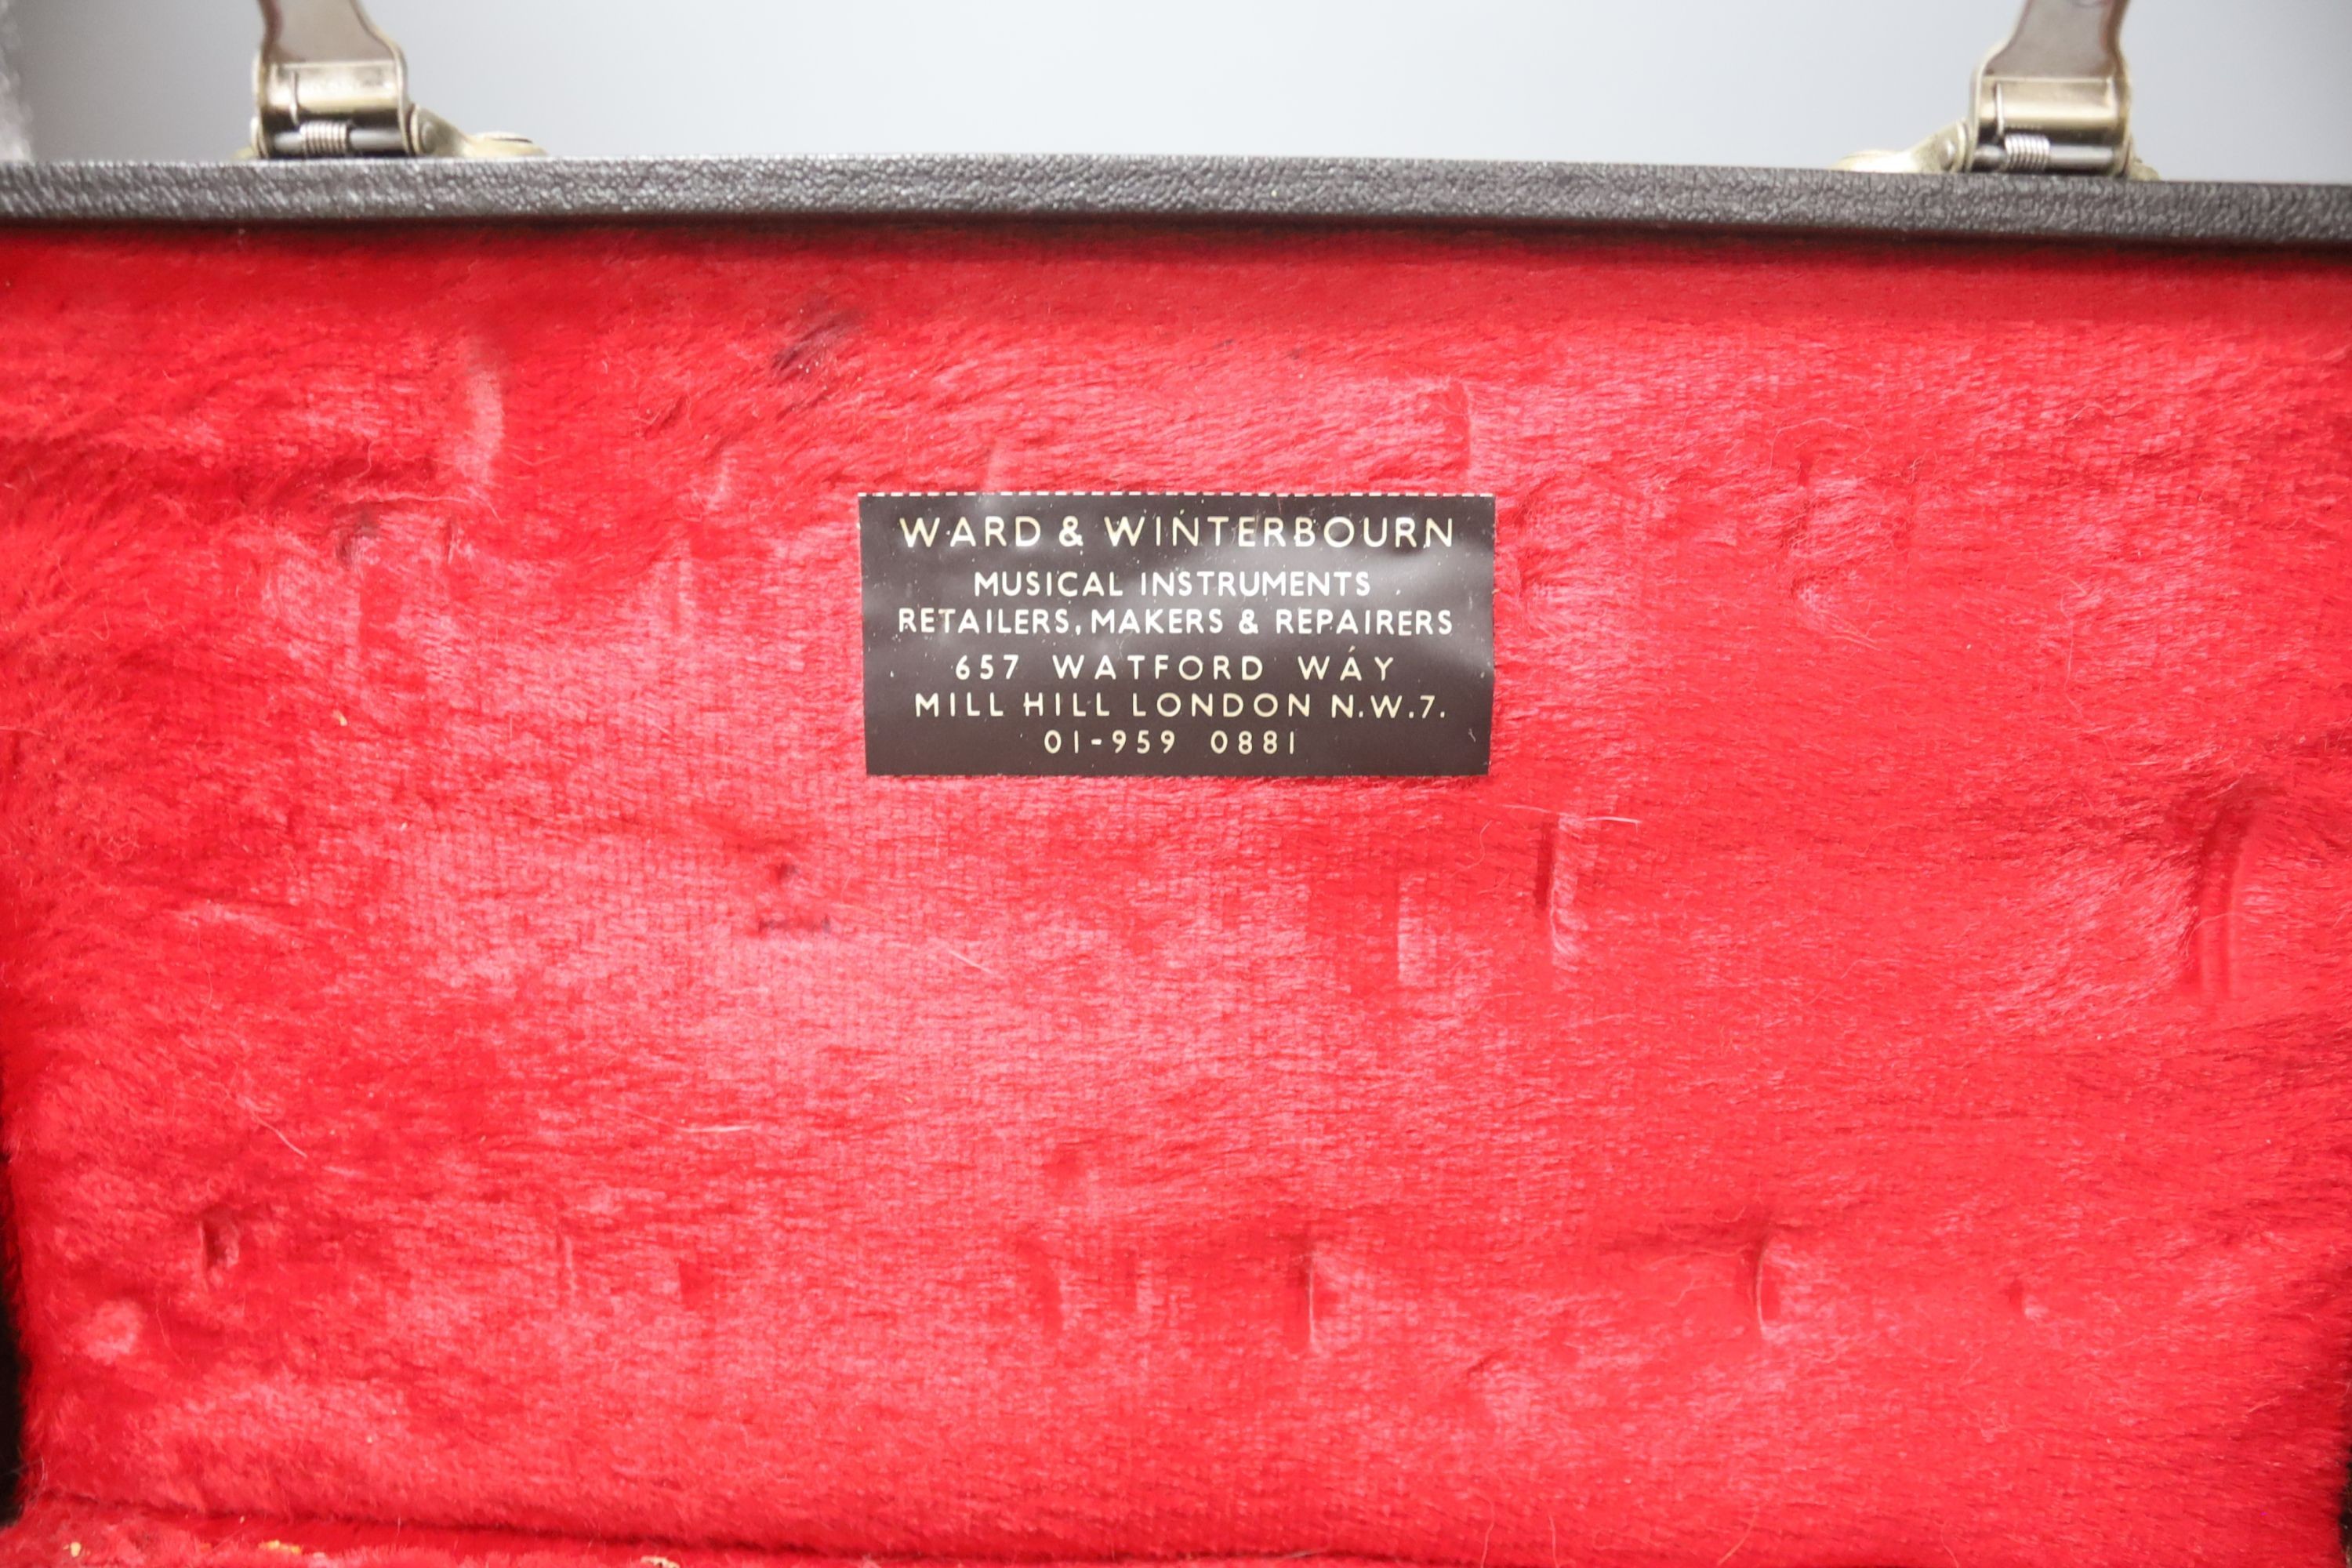 WARD & WINTERBOURN
MUSICAL INSTRUMENTS
RETAILERS, MAKERS & REPAIRERS
657 WATFORD WAY
MILL HILL LONDON N.W.7.
01-959 0881